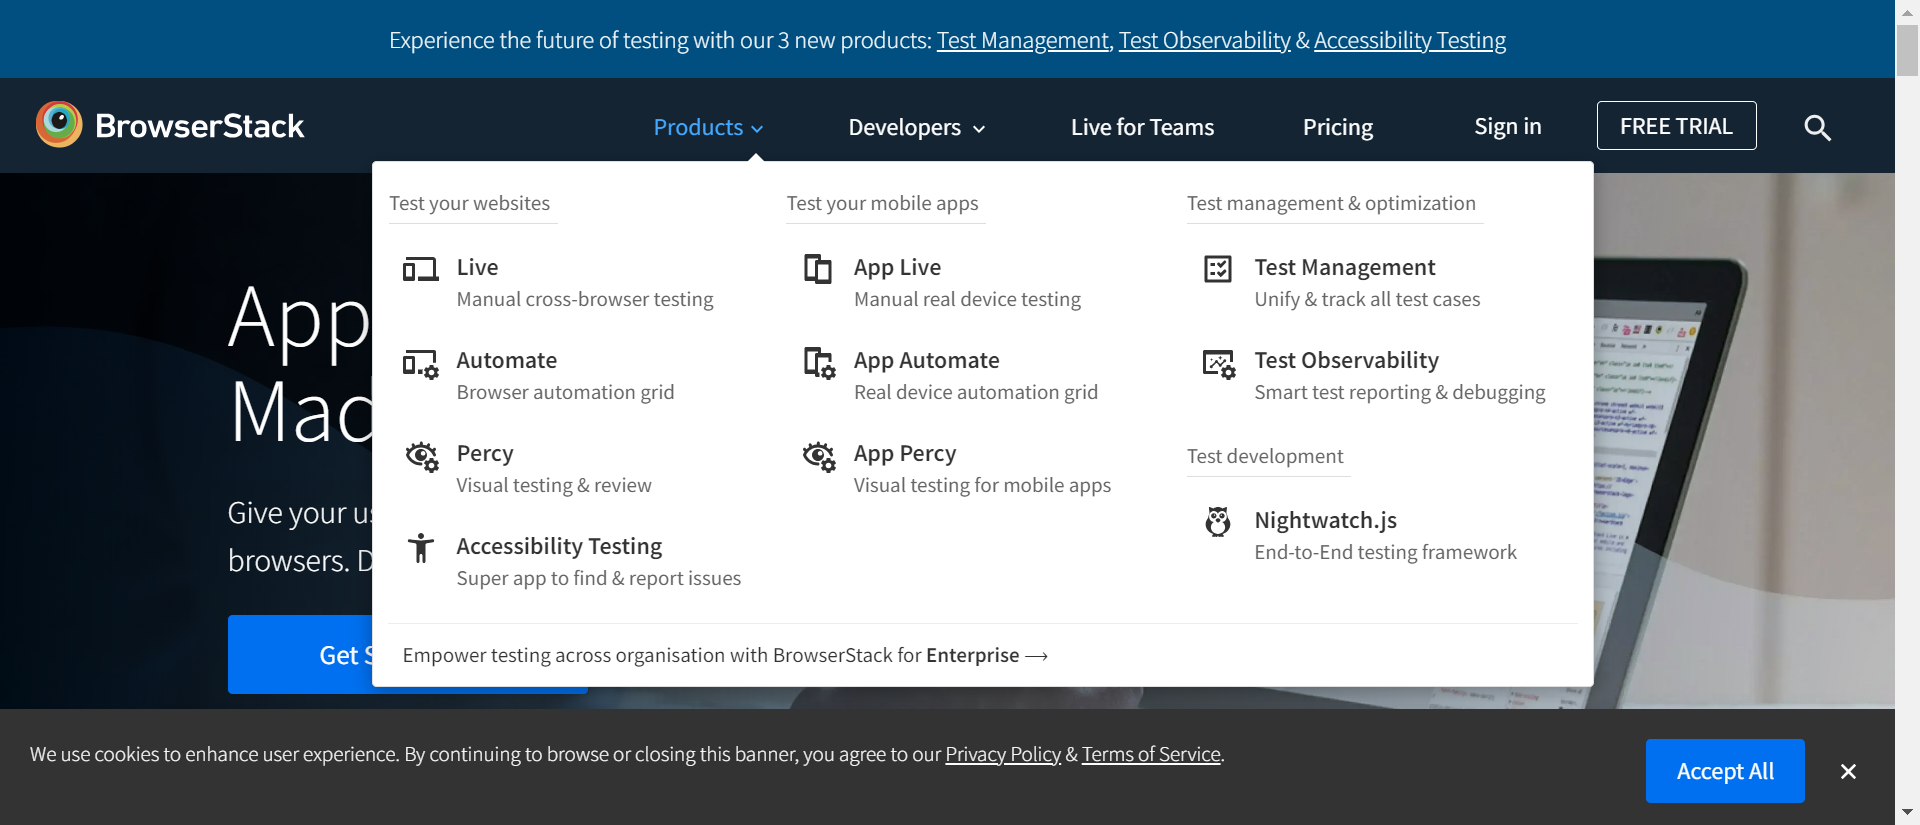 Experience the future of testing with our 3 new products: Test Management, Test Observability & Accessibility Testing
BrowserStack
Products
Developers
Live for Teams
Pricing
Sign in
FREE TRIAL
Test your websites
Live
Manual cross-browser testing
Automate
Browser automation grid
Percy
Visual testing & review
Accessibility Testing
Super app to find & report issues
Test your mobile apps
App Live
Manual real device testing
App Automate
Real device automation grid
App Percy
Visual testing for mobile apps
Test management & optimization
Test Management
Unify & track all test cases
Test Observability
Smart test reporting & debugging
Test development
Nightwatch.js
End-to-End testing framework
Empower testing across organisation with BrowserStack for Enterprise →
App
Mac
Give your
browsers. D
Get S
We use cookies to enhance user experience. By continuing to browse or closing this banner, you agree to our Privacy Policy & Terms of Service.
Accept All